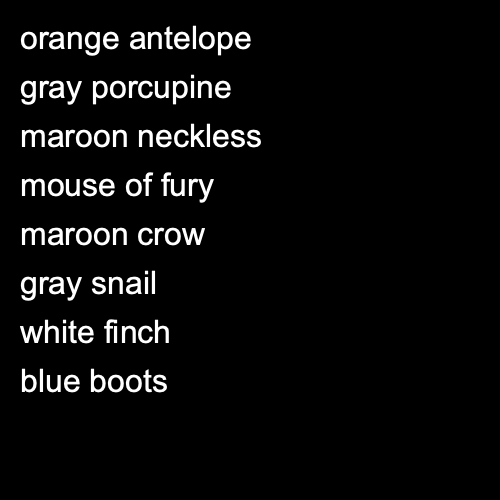 orange antelope
gray porcupine
maroon neckless
mouse of fury
maroon crow
gray snail
white finch
blue boots